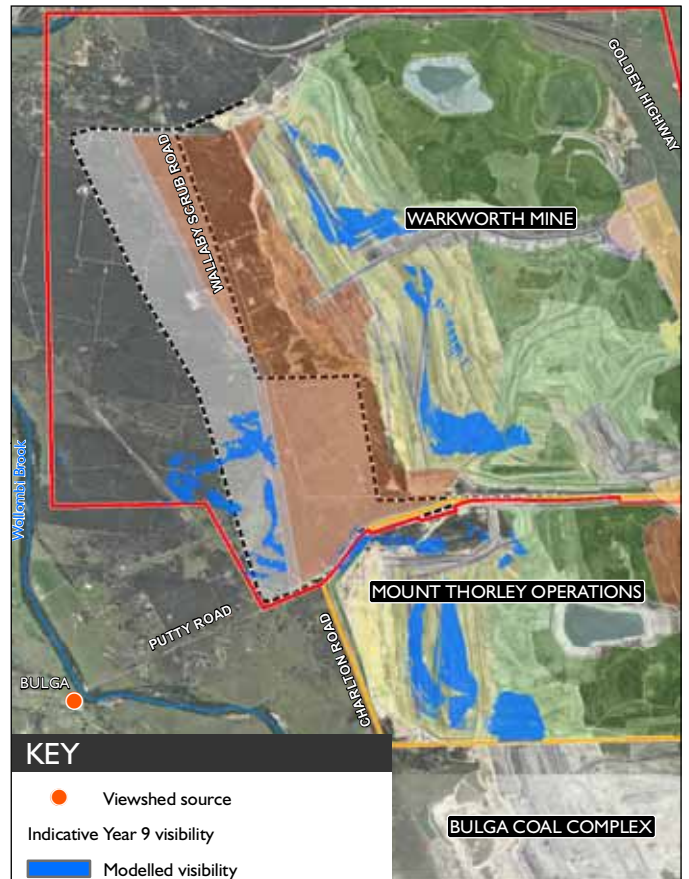 GOLDEN HIGHWAY
WALLABY SCRUB ROAD
WARKWORTH MINE
Wollombi Brook
MOUNT THORLEY OPERATIONS
PUTTY ROAD
CHARLTON ROAD
BULGA
KEY
Viewshed source
Indicative Year 9 visibility
Modelled visibility
BULGA COAL COMPLEX